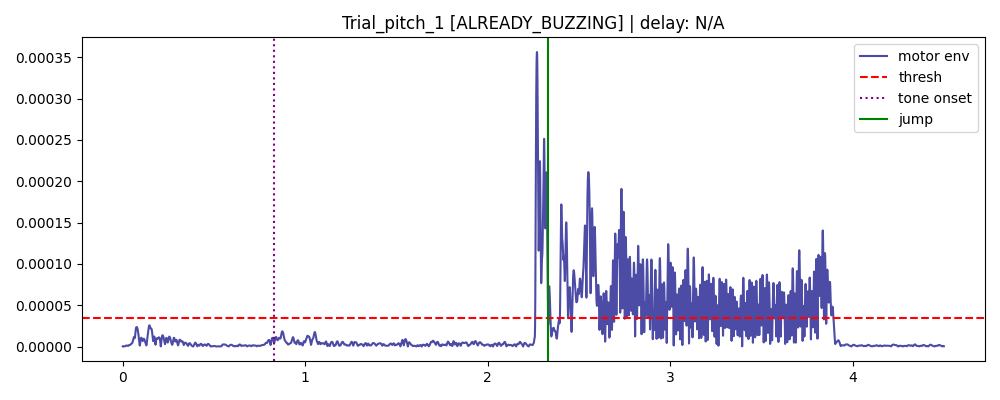 Trial_pitch_1 [ALREADY_BUZZING] | delay: N/A
0.00035
0.00030
0.00025
0.00020
0.00015
0.00010
0.00005
0.00000
motor env
thresh
tone onset
jump
0 1 2 3 4